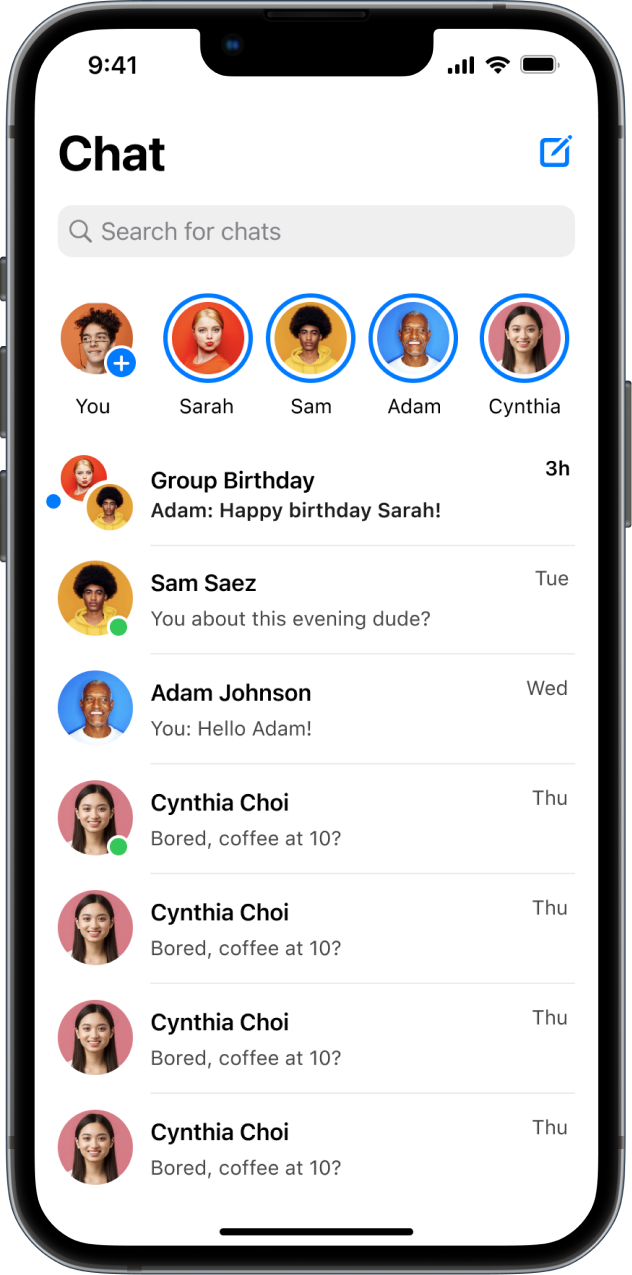 9:41
Chat
Search for chats
You Sarah Sam Adam Cynthia
Group Birthday 3h
Adam: Happy birthday Sarah!
Sam Saez Tue
You about this evening dude?
Adam Johnson Wed
You: Hello Adam!
Cynthia Choi Thu
Bored, coffee at 10?
Cynthia Choi Thu
Bored, coffee at 10?
Cynthia Choi Thu
Bored, coffee at 10?
Cynthia Choi Thu
Bored, coffee at 10?